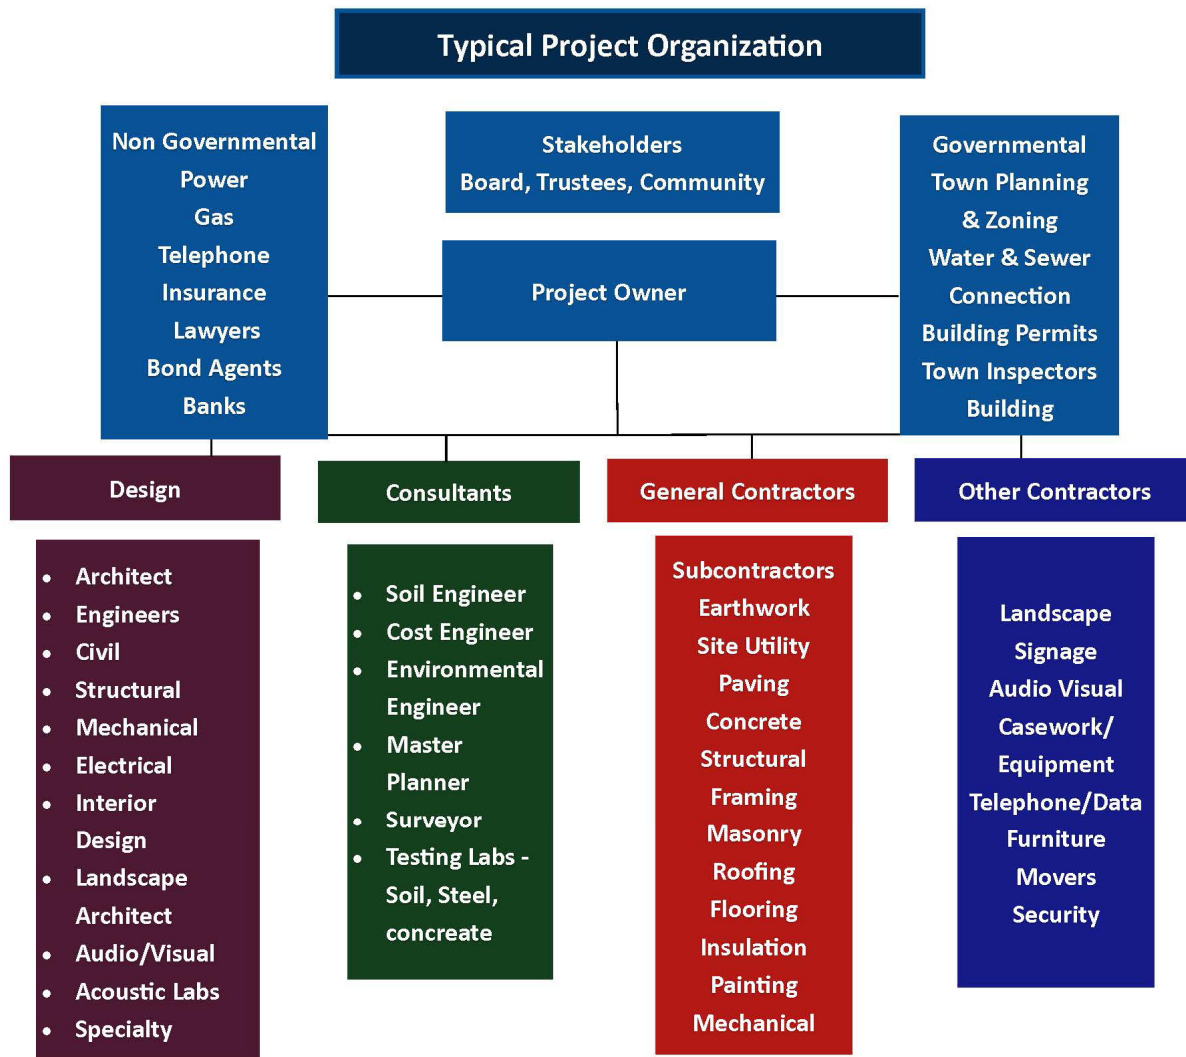 Typical Project Organization
Non Governmental
Power
Gas
Telephone
Insurance
Lawyers
Bond Agents
Banks
Stakeholders
Board, Trustees, Community
Project Owner
Governmental
Town Planning
& Zoning
Water & Sewer
Connection
Building Permits
Town Inspectors
Building
Design
• Architect
• Engineers
• Civil
• Structural
• Mechanical
• Electrical
• Interior
Design
• Landscape
Architect
• Audio/Visual
• Acoustic Labs
• Specialty
Consultants
• Soil Engineer
• Cost Engineer
• Environmental
Engineer
• Master
Planner
• Surveyor
• Testing Labs -
Soil, Steel,
concreate
General Contractors
Subcontractors
Earthwork
Site Utility
Paving
Concrete
Structural
Framing
Masonry
Roofing
Flooring
Insulation
Painting
Mechanical
Other Contractors
Landscape
Signage
Audio Visual
Casework/
Equipment
Telephone/Data
Furniture
Movers
Security